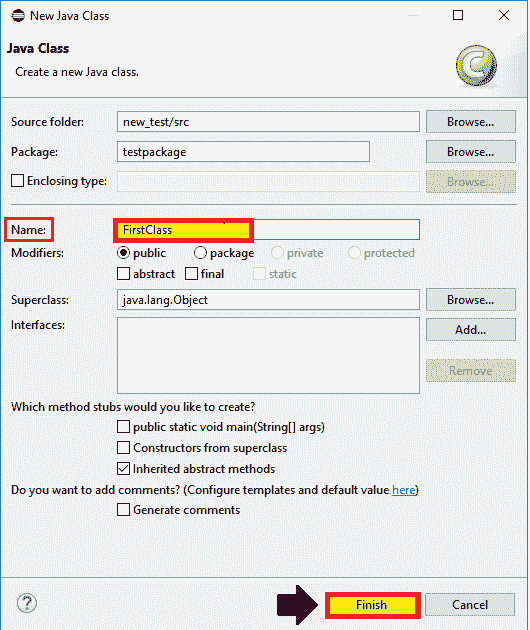 New Java Class
Java Class
Create a new Java class.
Source folder: new_test/src Browse...
Package: testpackage Browse...
Enclosing type: Browse...
Name: FirstClass
Modifiers: public package private protected
abstract final static
Superclass: java.lang.Object Browse...
Interfaces: Add...
Remove
Which method stubs would you like to create?
public static void main(String[] args)
Constructors from superclass
Inherited abstract methods
Do you want to add comments? (Configure templates and default value here)
Generate comments
? Finish Cancel